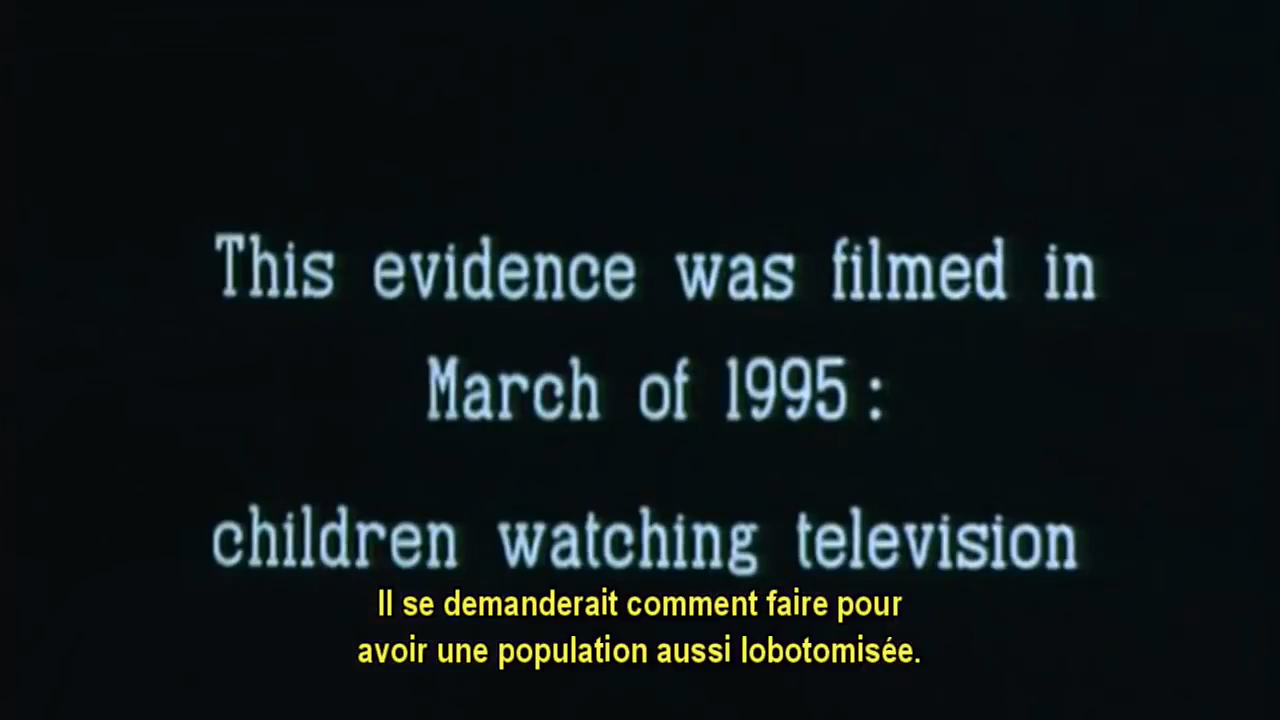 This evidence was filmed in
March of 1995 :
children watching television
Il se demanderait comment faire pour
avoir une population aussi lobotomisée.